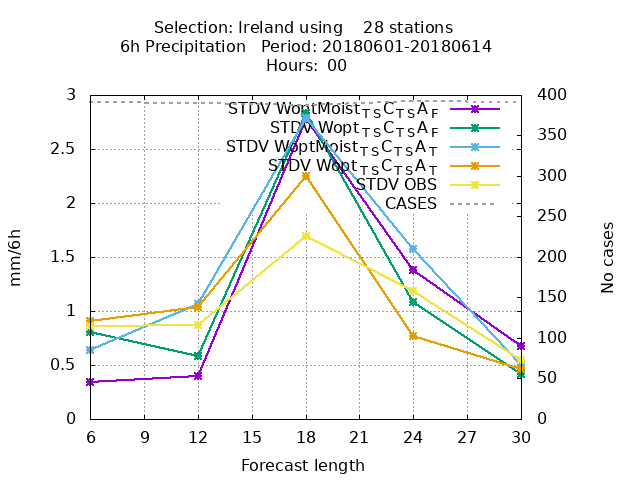 Selection: Ireland using 28 stations
6h Precipitation Period: 20180601-20180614
Hours: 00
3 400
STDV WoptMoist_TS C_TS A_F
350
STDV Wopt_TS C_TS A_F
2.5
STDV WoptMoist_TS C_TS A_T
STDV Wopt_TS C_TS A_T
300
STDV OBS
2 CASES
250
mm/6h
No cases
1.5 200
150
1
100
0.5
50
0 0
6 9 12 15 18 21 24 27 30
Forecast length